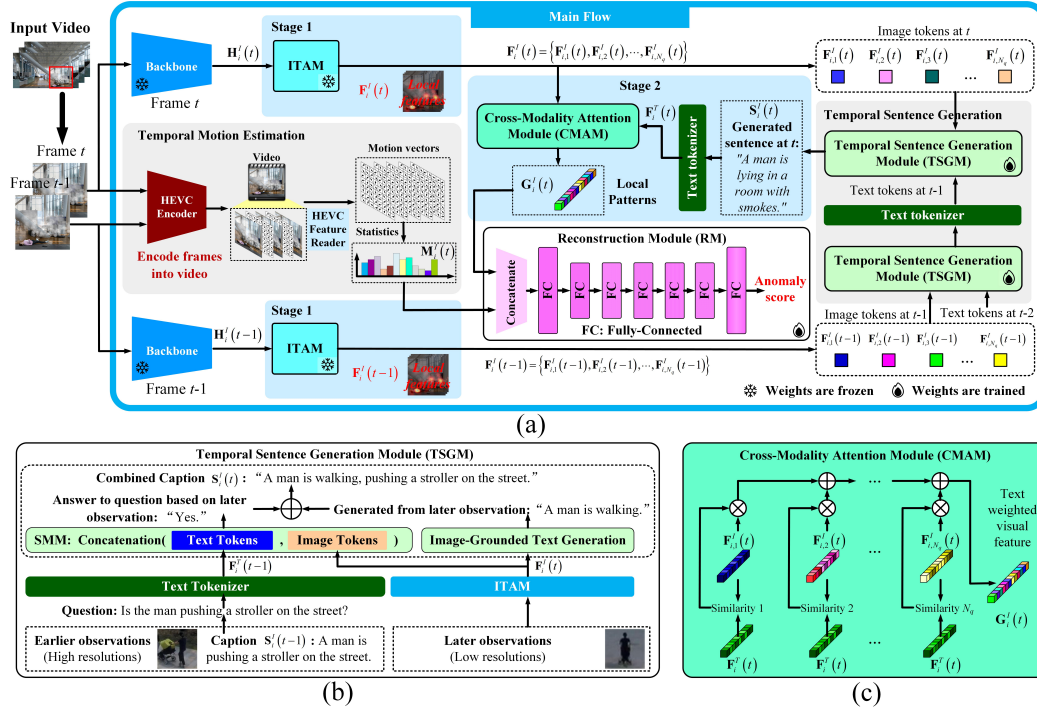 Main Flow
Input Video
Frame t
Frame t-1
Backbone
Frame t
H_i^I(t)
Stage 1
ITAM
F_i^I(t)
Local
features
F_i^I(t)={F_{i,1}^I(t),F_{i,2}^I(t),⋯,F_{i,N_q}^I(t)}
Image tokens at t
F_{i,1}^I(t) F_{i,2}^I(t) F_{i,3}^I(t) F_{i,N_q}^I(t)
...
Stage 2
Cross-Modality Attention
Module (CMAM)
F_i^T(t)
Text tokenizer
S_i^I(t)
Generated
sentence at t:
"A man is
lying in a
room with
smokes."
G_i^I(t)
Local
Patterns
Temporal Sentence Generation
Temporal Sentence Generation
Module (TSGM)
Text tokens at t-1
Text tokenizer
Temporal Sentence Generation
Module (TSGM)
Image tokens at t-1
Text tokens at t-2
F_{i,1}^I(t-1) F_{i,2}^I(t-1) F_{i,3}^I(t-1) F_{i,N_q}^I(t-1)
...
Temporal Motion Estimation
HEVC
Encoder
Encode frames
into video
Video
HEVC
Feature
Reader
Motion vectors
Statistics
M_i^I(t)
Reconstruction Module (RM)
Concatenate
FC
FC
FC
FC
FC
FC
FC
Anomaly
score
FC: Fully-Connected
Backbone
Frame t-1
H_i^I(t-1)
Stage 1
ITAM
F_i^I(t-1)
Local
features
F_i^I(t-1)={F_{i,1}^I(t-1),F_{i,2}^I(t-1),⋯,F_{i,N_q}^I(t-1)}
Weights are frozen
Weights are trained
(a)
Temporal Sentence Generation Module (TSGM)
Combined Caption S_i^I(t) : “A man is walking, pushing a stroller on the street.”
Answer to question based on later
observation: “Yes.”
Generated from later observation: “A man is walking.”
SMM: Concatenation( Text Tokens , Image Tokens )
Image-Grounded Text Generation
F_i^T(t-1)
F_i^I(t)
Text Tokenizer
ITAM
Question: Is the man pushing a stroller on the street?
Earlier observations
(High resolutions)
Caption S_i^I(t-1) : A man is
pushing a stroller on the street.
Later observations
(Low resolutions)
(b)
Cross-Modality Attention Module (CMAM)
...
Text
weighted
visual
feature
F_{i,1}^I(t) F_{i,2}^I(t) F_{i,N_q}^I(t)
...
Similarity 1
Similarity 2
Similarity N_q
G_i^I(t)
...
F_i^T(t) F_i^T(t) F_i^T(t)
(c)